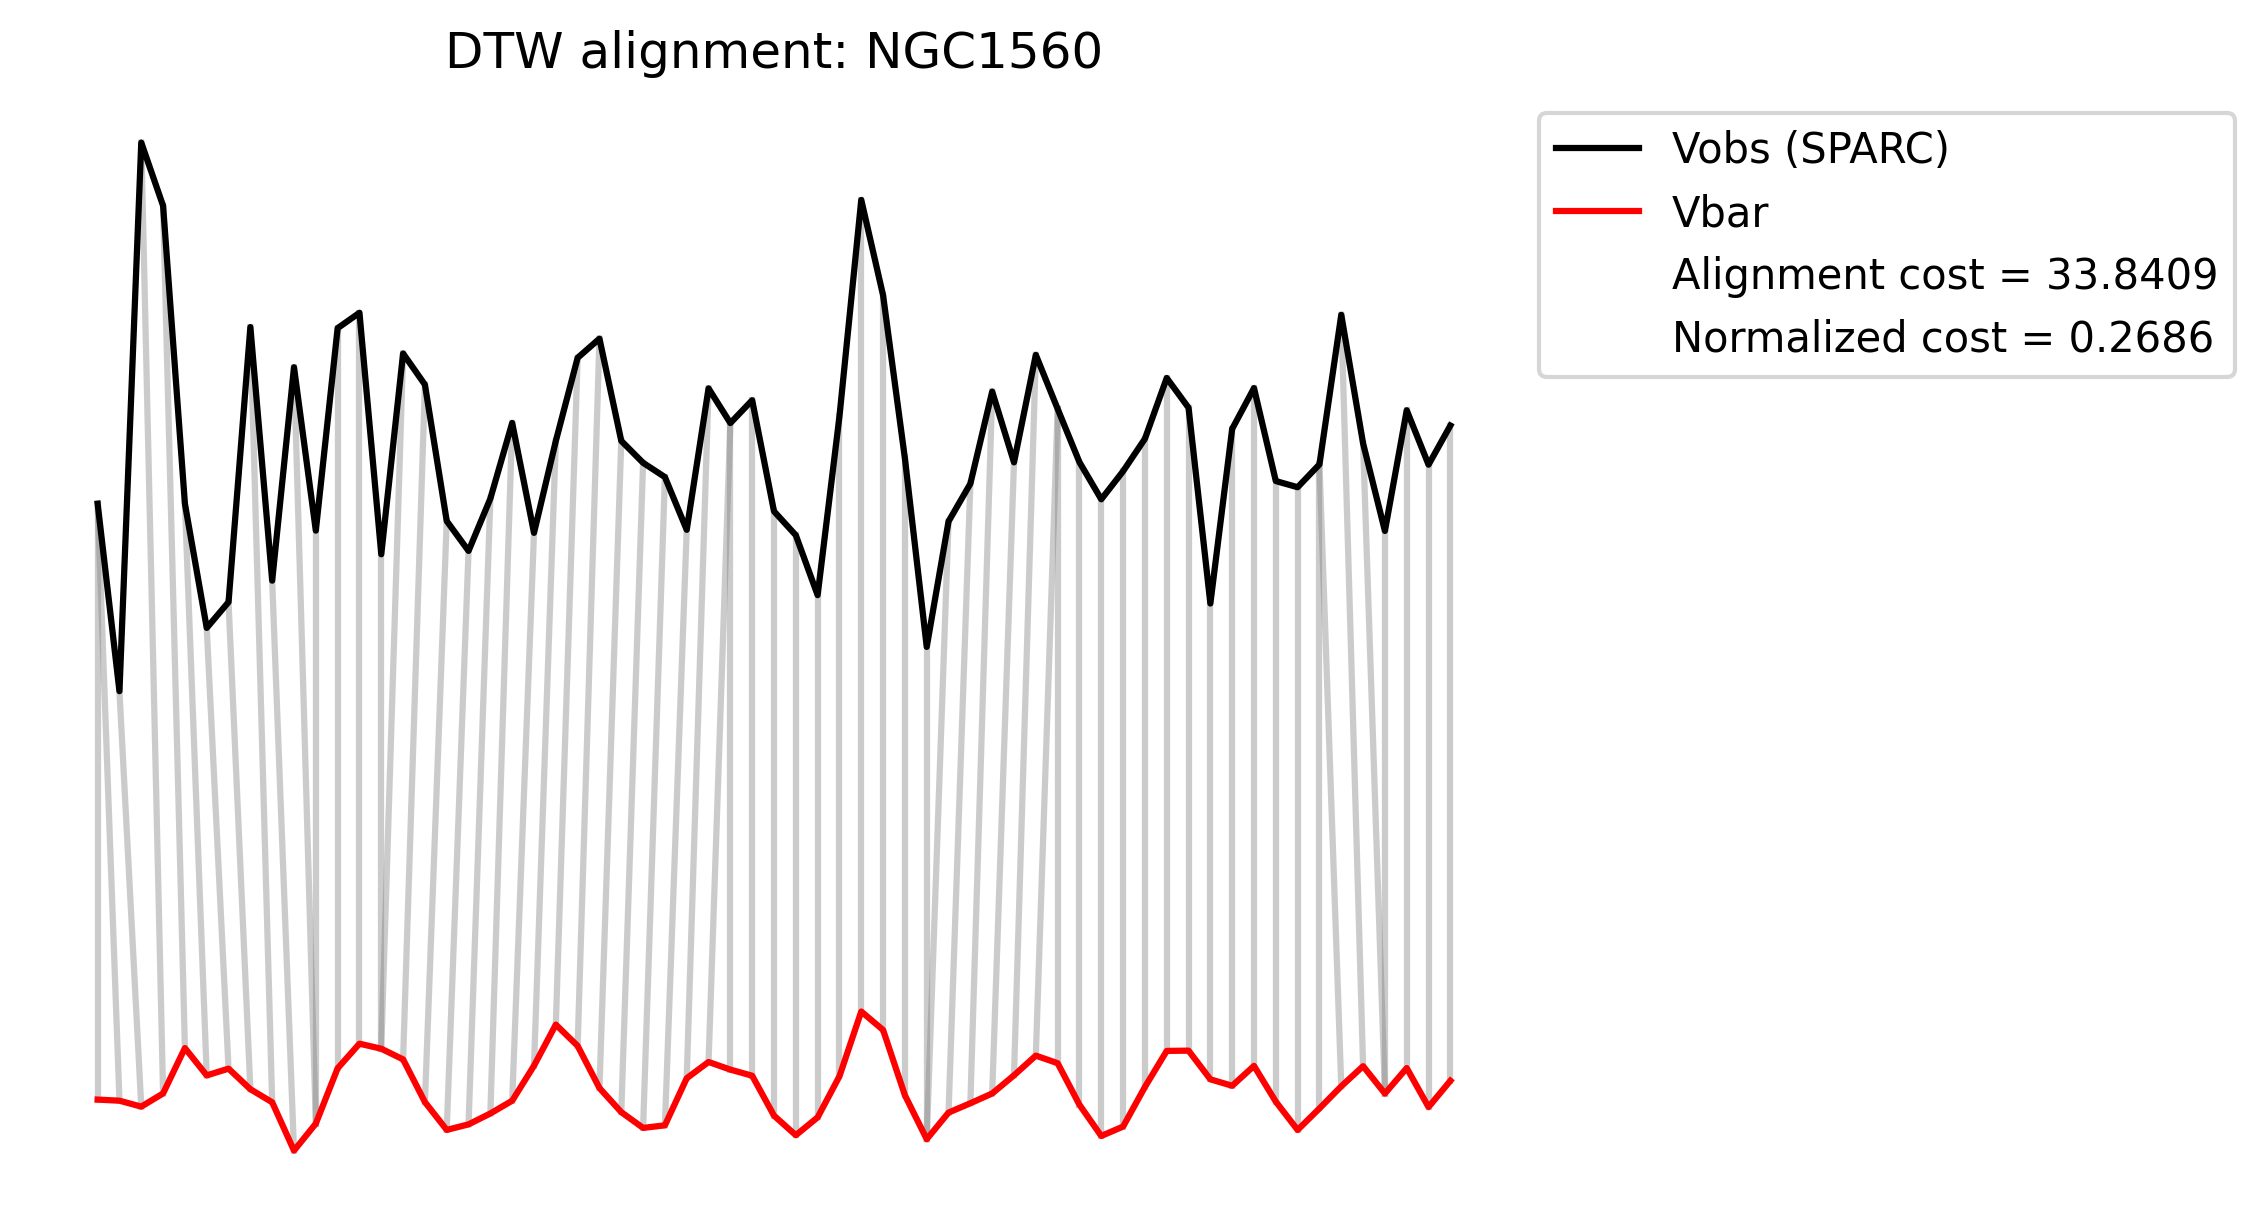 DTW alignment: NGC1560
Vobs (SPARC)
Vbar
Alignment cost = 33.8409
Normalized cost = 0.2686